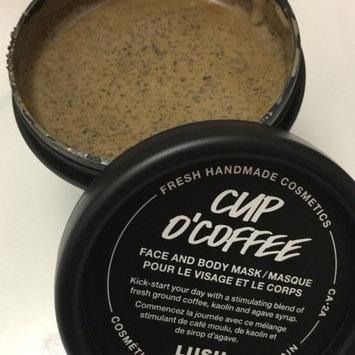 FRESH HANDMADE COSMETICS
CUP
O'COFFEE
FACE AND BODY MASK/MASQUE
POUR LE VISAGE ET LE CORPS
Kick-start your day with a stimulating blend of
fresh ground coffee, kaolin and agave syrup.
Commencez la journée avec ce mélange
stimulant de café moulu, de kaolin et
de sirop d'agave.
LUSH
CA-2A